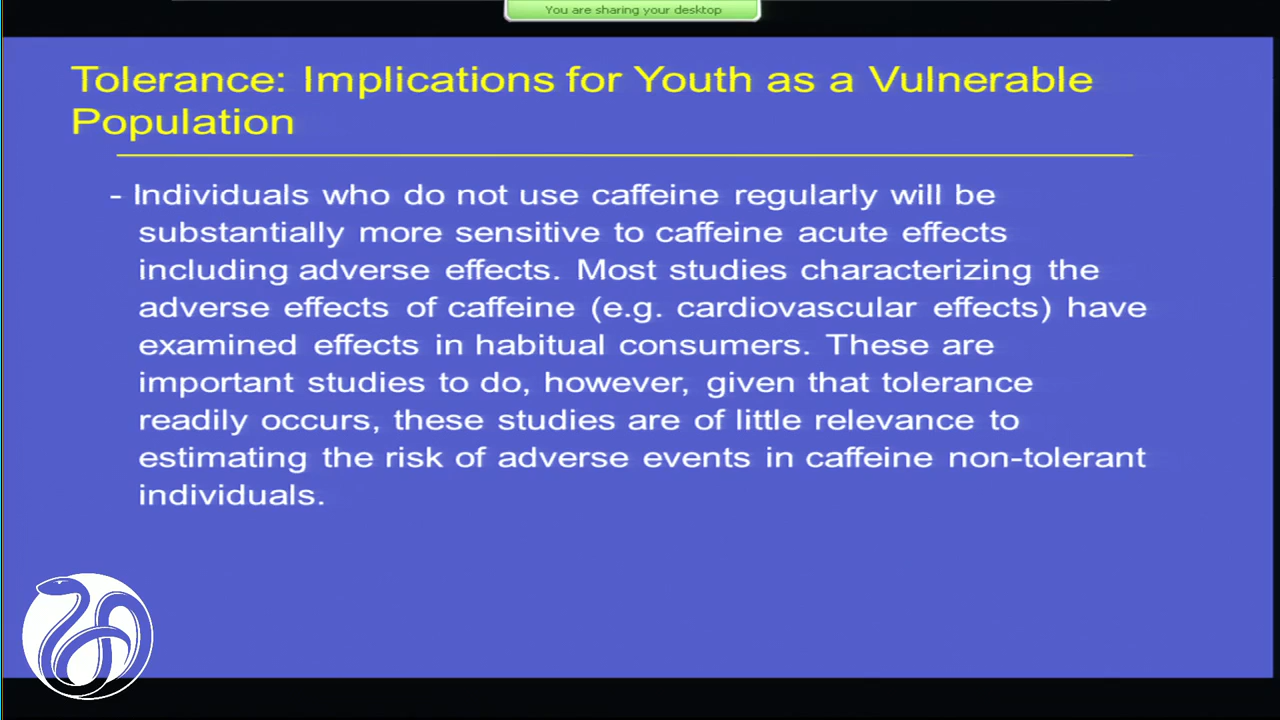 You are sharing your desktop
Tolerance: Implications for Youth as a Vulnerable
Population
- Individuals who do not use caffeine regularly will be
substantially more sensitive to caffeine acute effects
including adverse effects. Most studies characterizing the
adverse effects of caffeine (e.g. cardiovascular effects) have
examined effects in habitual consumers. These are
important studies to do, however, given that tolerance
readily occurs, these studies are of little relevance to
estimating the risk of adverse events in caffeine non-tolerant
individuals.